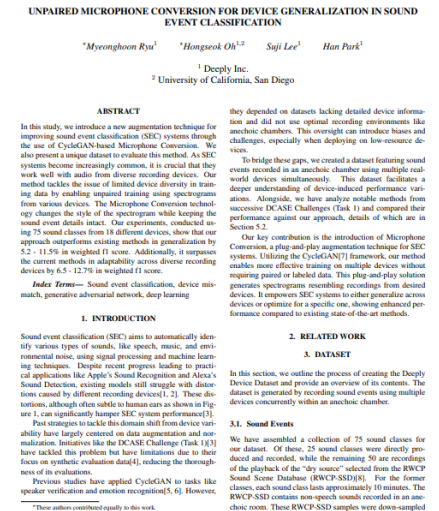 UNPAIRED MICROPHONE CONVERSION FOR DEVICE GENERALIZATION IN SOUND
EVENT CLASSIFICATION
*Myeonghoon Ryu1 *Hongseok Oh1,2 Suji Lee1 Han Park1
1 Deeply Inc.
2 University of California, San Diego
ABSTRACT
In this study, we introduce a new augmentation technique for
improving sound event classification (SEC) systems through
the use of CycleGAN-based Microphone Conversion. We
also present a unique dataset to evaluate this method. As SEC
systems become increasingly common, it is crucial that they
work well with audio from diverse recording devices. Our
method tackles the issue of limited device diversity in train-
ing data by enabling unpaired training using spectrograms
from various devices. The Microphone Conversion technol-
ogy changes the style of the spectrogram while keeping the
sound event details intact. Our experiments, conducted us-
ing 75 sound classes from 18 different devices, show that our
approach outperforms existing methods in generalization by
5.2 - 11.5% in weighted f1 score. Additionally, it surpasses
the current methods in adaptability across diverse recording
devices by 6.5 - 12.7% in weighted f1 score.
Index Terms— Sound event classification, device mis-
match, generative adversarial network, deep learning
1. INTRODUCTION
Sound event classification (SEC) aims to automatically iden-
tify various types of sounds, like speech, music, and envi-
ronmental noise, using signal processing and machine learn-
ing techniques. Despite recent progress leading to practi-
cal applications like Apple's Sound Recognition and Alexa's
Sound Detection, existing models still struggle with distor-
tions caused by different recording devices[1, 2]. These dis-
tortions, although often subtle to human ears as shown in Fig-
ure 1, can significantly hamper SEC system performance[3].
Past strategies to tackle this domain shift from device vari-
ability have largely centered on data augmentation and nor-
malization. Initiatives like the DCASE Challenge (Task 1)[3]
have tackled this problem but have limitations due to their
focus on synthetic evaluation data[4], reducing the thorough-
ness of its evaluations.
Previous studies have applied CycleGAN to tasks like
speaker verification and emotion recognition[5, 6]. However,
*These authors contributed equally to this work.
they depended on datasets lacking detailed device informa-
tion and did not use optimal recording environments like
anechoic chambers. This oversight can introduce biases and
challenges, especially when deploying on low-resource de-
vices.
To bridge these gaps, we created a dataset featuring sound
events recorded in an anechoic chamber using multiple real-
world devices simultaneously. This dataset facilitates a
deeper understanding of device-induced performance vari-
ations. Alongside, we have analyze notable methods from
successive DCASE Challenges (Task 1) and compared their
performance against our approach, details of which are in
Section 5.2.
Our key contribution is the introduction of Microphone
Conversion, a plug-and-play augmentation technique for SEC
systems. Utilizing the CycleGAN[7] framework, our method
enables more effective training on multiple devices without
requiring paired or labeled data. This plug-and-play solution
generates spectrograms resembling recordings from desired
devices. It empowers SEC systems to either generalize across
devices or optimize for a specific one, showing enhanced per-
formance compared to existing state-of-the-art methods.
2. RELATED WORK
3. DATASET
In this section, we outline the process of creating the Deeply
Device Dataset and provide an overview of its contents. The
dataset is generated by recording sound events using multiple
devices concurrently within an anechoic chamber.
3.1. Sound Events
We have assembled a collection of 75 sound classes for
our dataset. Of these, 25 sound classes were directly pro-
duced and recorded, while the remaining 50 are recordings
of the playback of the "dry source" selected from the RWCP
Sound Scene Database (RWCP-SSD)[8]. For the former
classes, each sound class lasts approximately 10 minutes. The
RWCP-SSD contains non-speech sounds recorded in an ane-
choic room. These RWCP-SSD samples were down-sampled